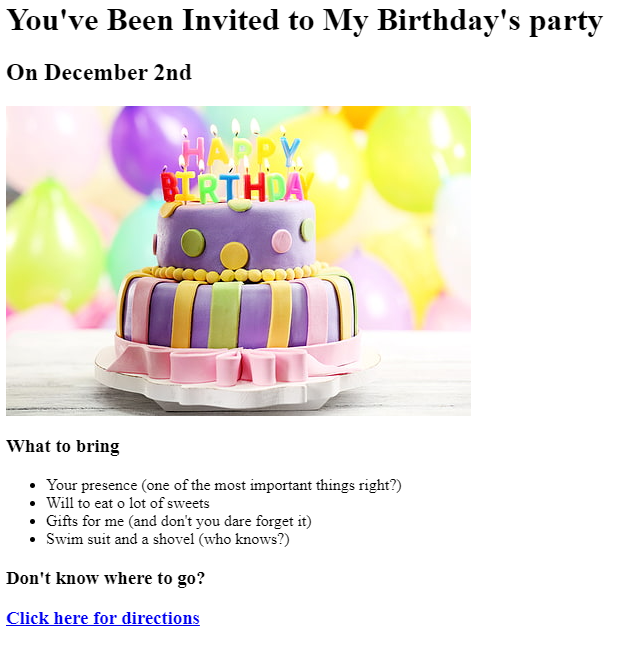 You've Been Invited to My Birthday's party
On December 2nd
HAPPY
BIRTHDAY
What to bring
Your presence (one of the most important things right?)
Will to eat o lot of sweets
Gifts for me (and don't you dare forget it)
Swim suit and a shovel (who knows?)
Don't know where to go?
Click here for directions